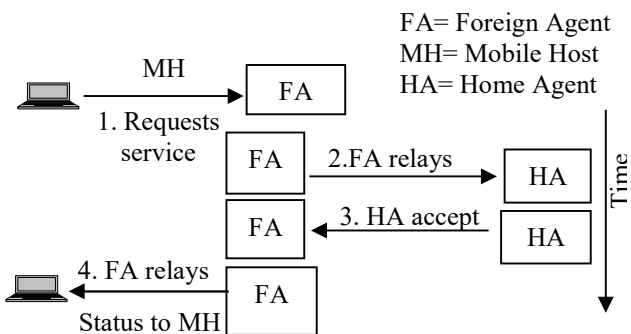 FA= Foreign Agent
MH= Mobile Host
HA= Home Agent
MH
FA
1. Requests
service
FA
2.FA relays
HA
FA
3. HA accept
HA
4. FA relays
FA
Status to MH
Time